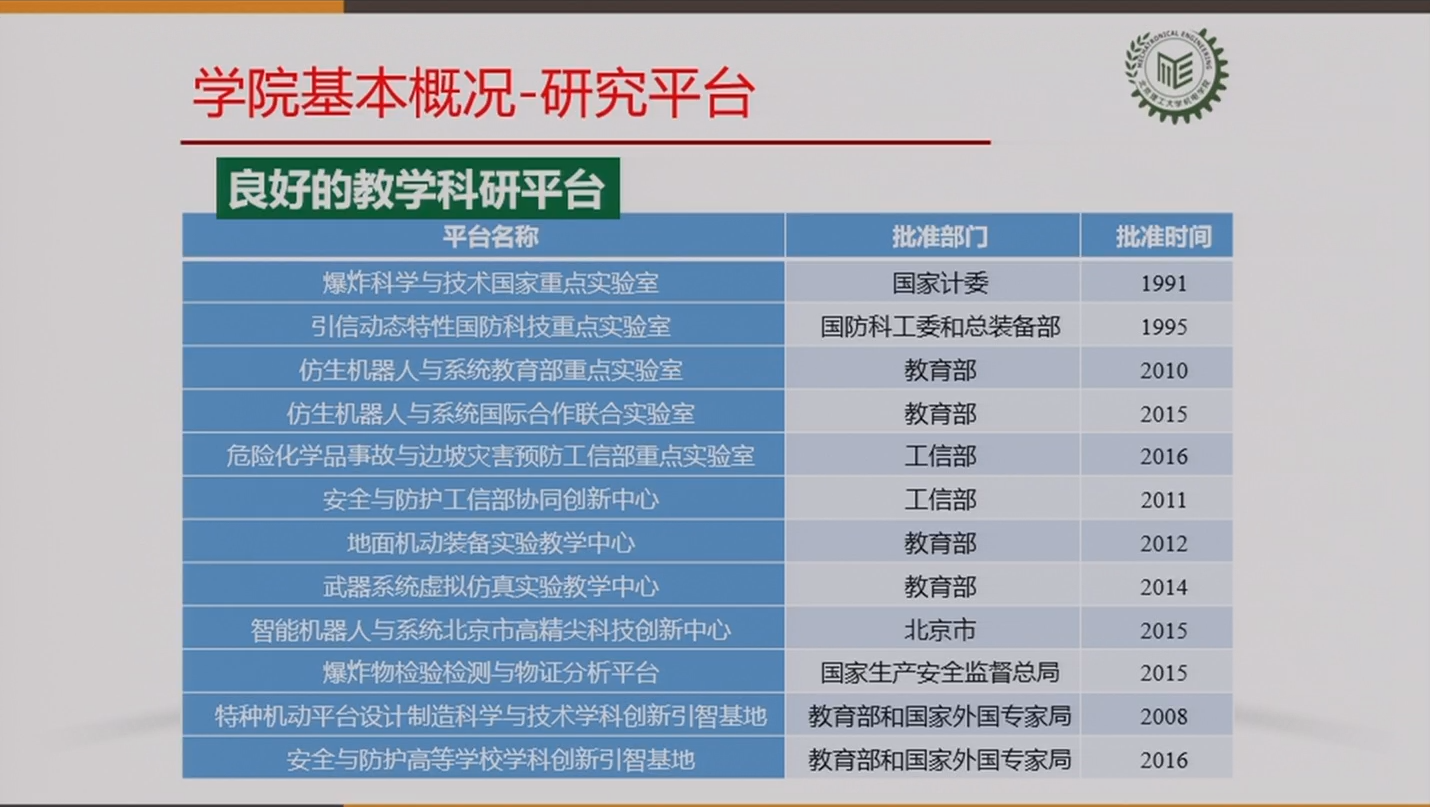 学院基本概况-研究平台
MECHATRONICAL ENGINEERING
北京理工大学机电学院
良好的教学科研平台
平台名称 批准部门 批准时间
爆炸科学与技术国家重点实验室 国家计委 1991
引信动态特性国防科技重点实验室 国防科工委和总装备部 1995
仿生机器人与系统教育部重点实验室 教育部 2010
仿生机器人与系统国际合作联合实验室 教育部 2015
危险化学品事故与边坡灾害预防工信部重点实验室 工信部 2016
安全与防护工信部协同创新中心 工信部 2011
地面机动装备实验教学中心 教育部 2012
武器系统虚拟仿真实验教学中心 教育部 2014
智能机器人与系统北京市高精尖科技创新中心 北京市 2015
爆炸物检验检测与物证分析平台 国家生产安全监督总局 2015
特种机动平台设计制造科学与技术学科创新引智基地 教育部和国家外国专家局 2008
安全与防护高等学校学科创新引智基地 教育部和国家外国专家局 2016